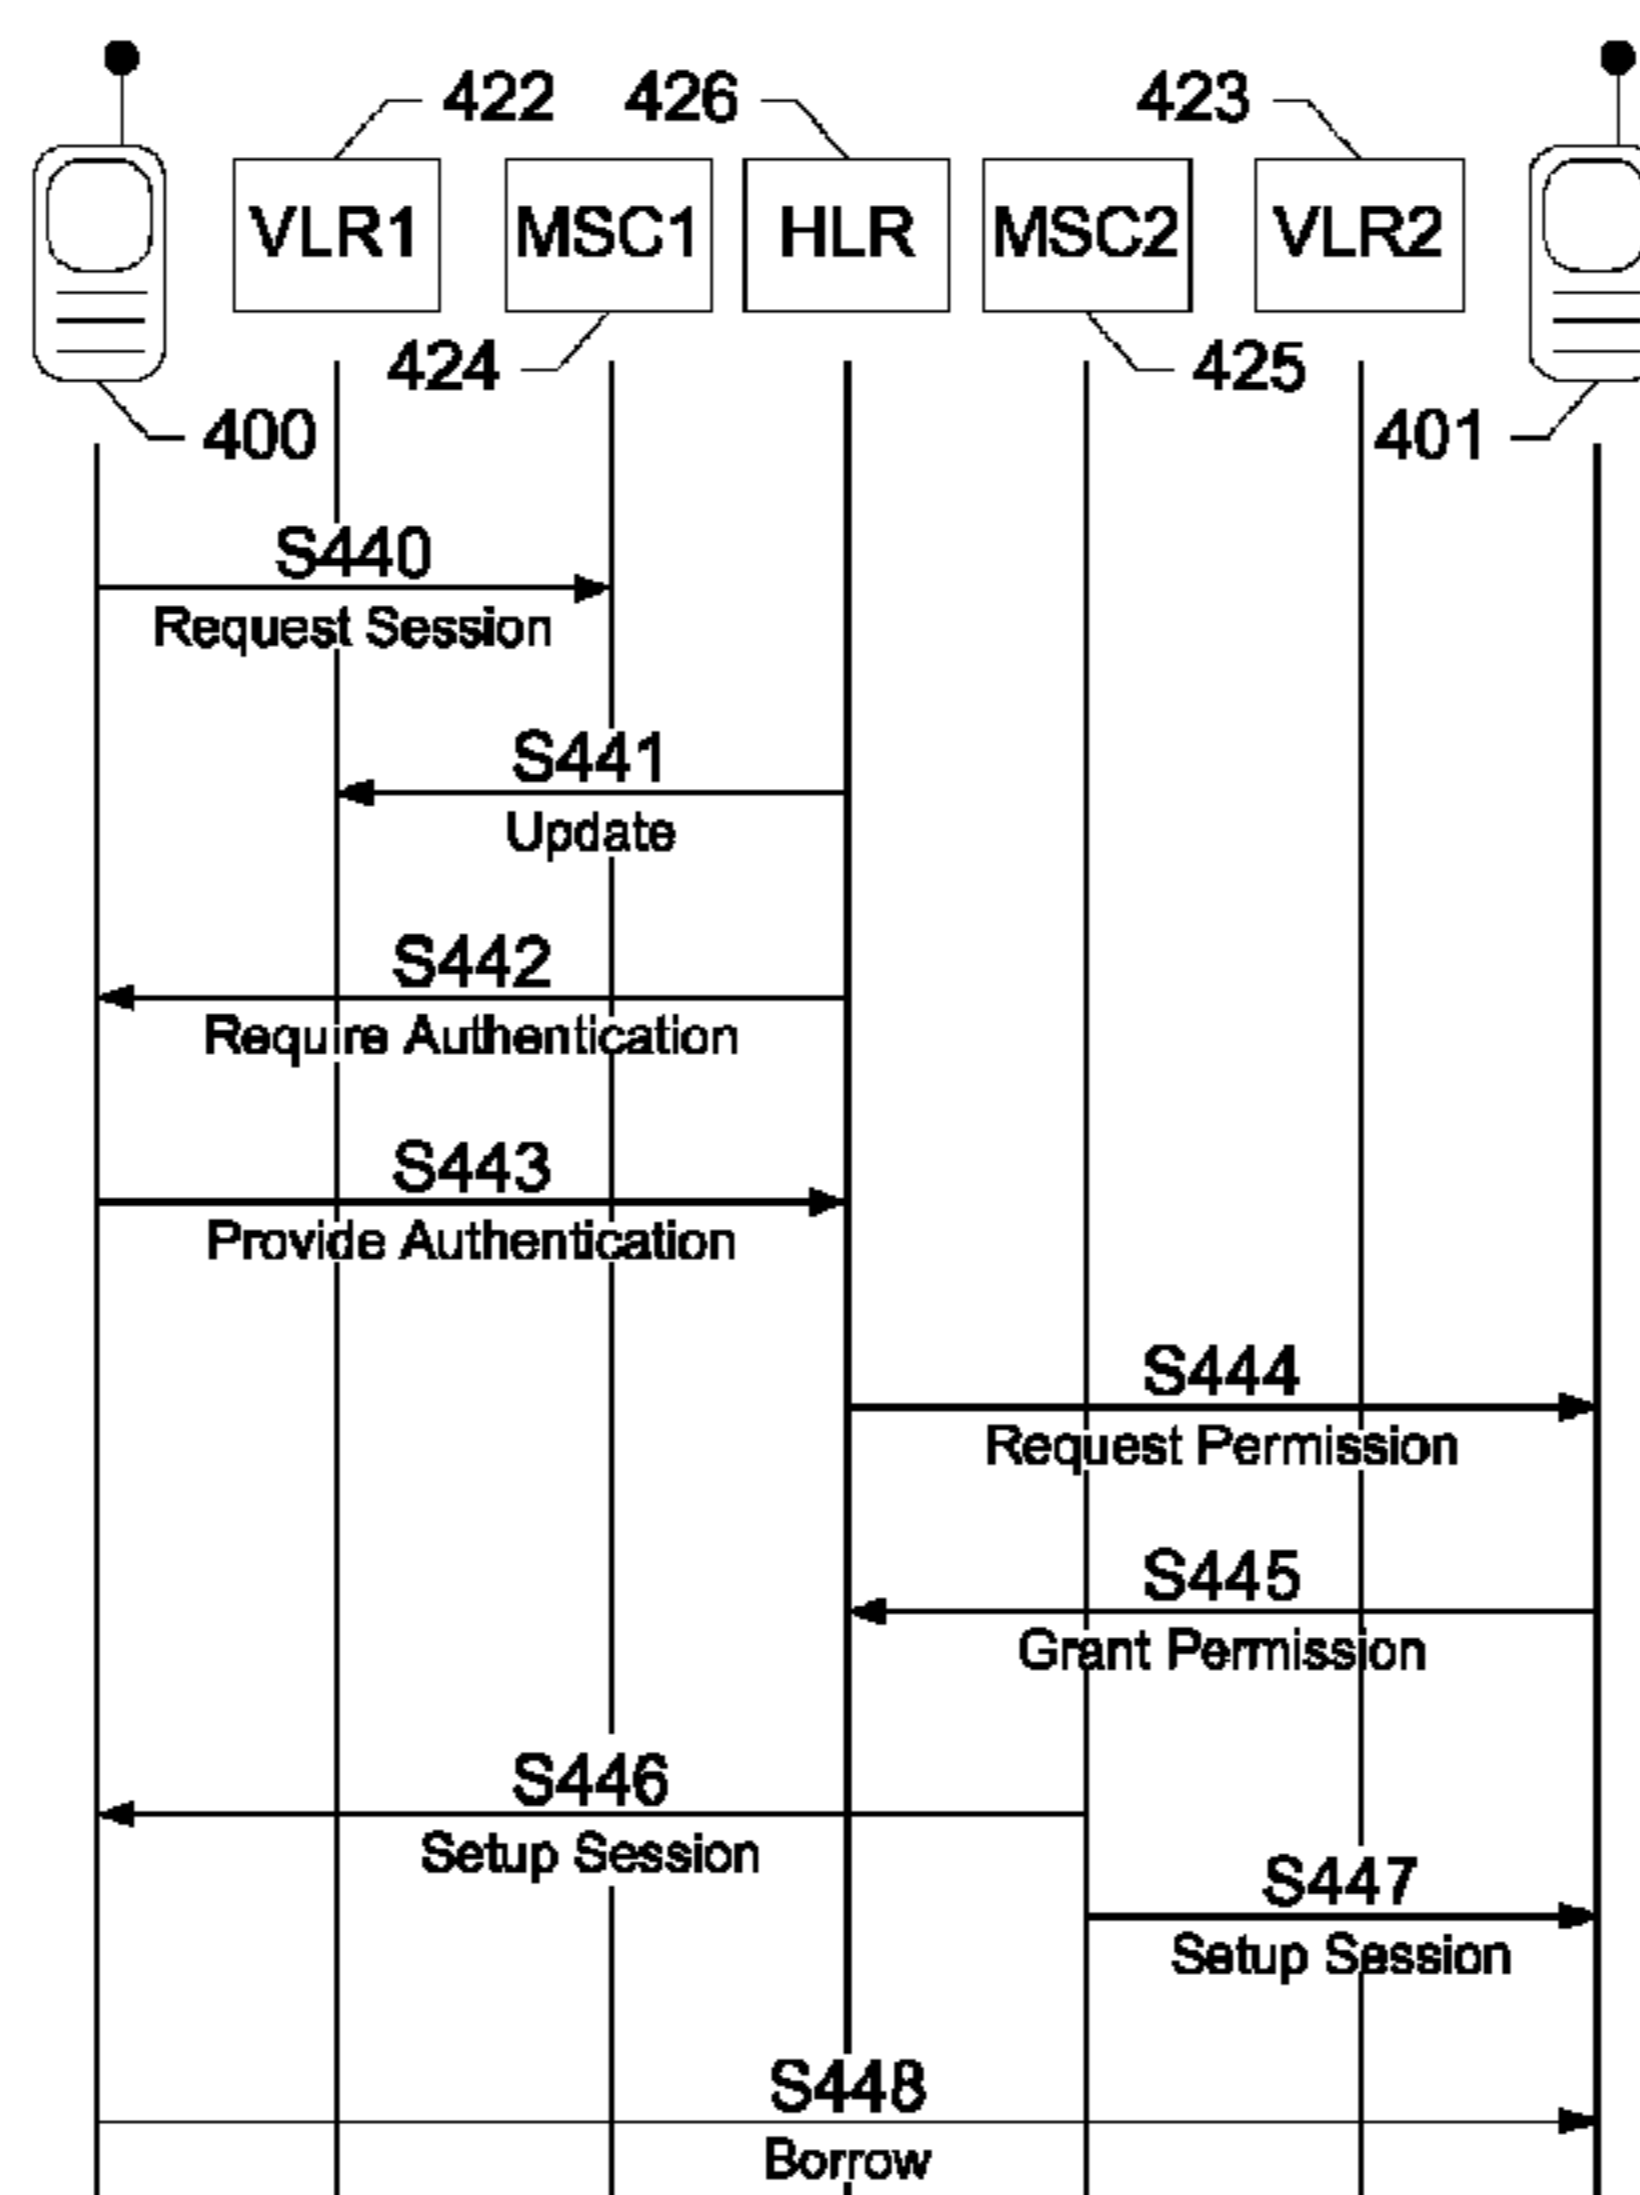 422 426 423
VLR1 MSC1 HLR MSC2 VLR2
424 425
400 401
S440
Request Session
S441
Update
S442
Require Authentication
S443
Provide Authentication
S444
Request Permission
S445
Grant Permission
S446
Setup Session
S447
Setup Session
S448
Borrow